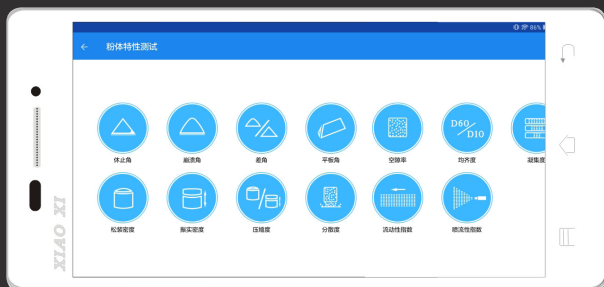 86%
粉体特性测试
休止角
崩溃角
差角
平板角
空隙率
D60/D10
均齐度
凝集度
松装密度
振实密度
压缩度
分散度
流动性指数
喷流性指数
XIAO IX